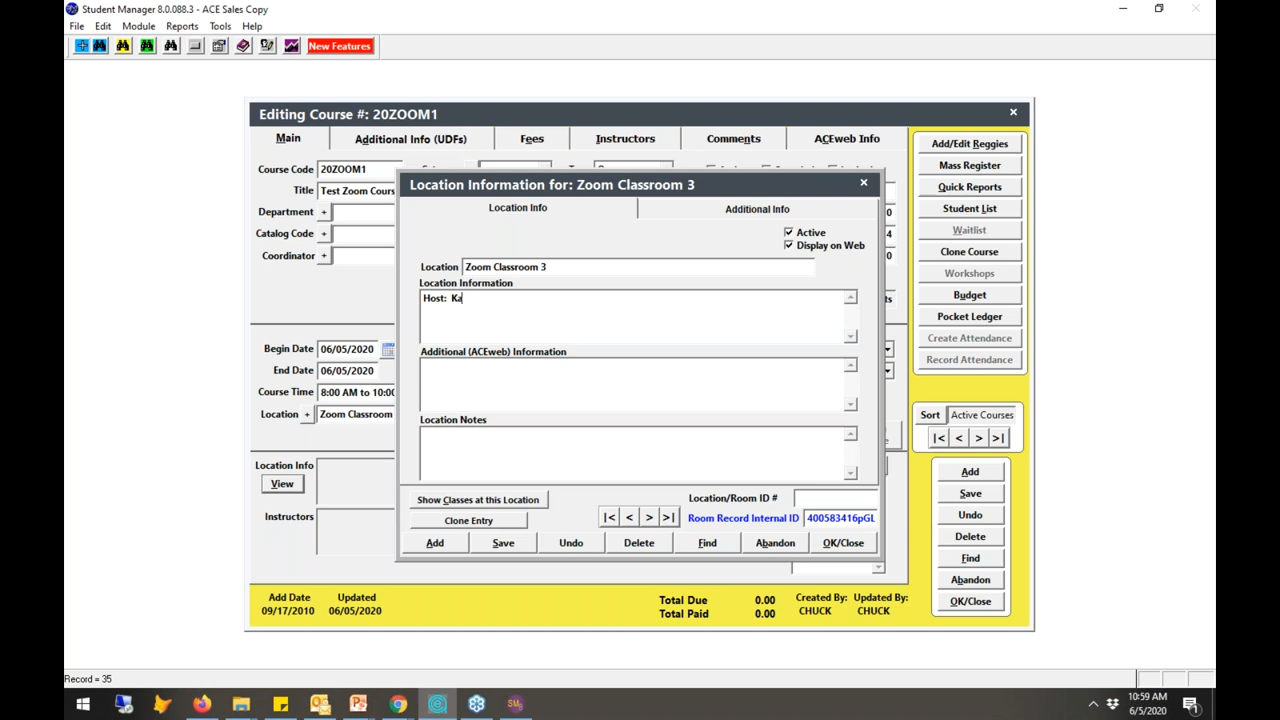 Student Manager 8.0.088.3 - ACE Sales Copy
File Edit Module Reports Tools Help
New Features
Editing Course #: 20ZOOM1
Main Additional Info (UDFs) Fees Instructors Comments ACEweb Info
Course Code 20ZOOM1
Title Test Zoom Cours
Department +
Catalog Code +
Coordinator +
Begin Date 06/05/2020
End Date 06/05/2020
Course Time 8:00 AM to 10:00
Location + Zoom Classroom
Location Info
View
Instructors
Add Date Updated
09/17/2010 06/05/2020
Total Due 0.00
Total Paid 0.00
Created By: Updated By:
CHUCK CHUCK
Location Information for: Zoom Classroom 3
Location Info Additional Info
Active
Display on Web
Location Zoom Classroom 3
Location Information
Host: Ka
Additional (ACEweb) Information
Location Notes
Show Classes at this Location
Clone Entry
|< < > >|
Location/Room ID #
Room Record Internal ID 400583416pGL
Add Save Undo Delete Find Abandon OK/Close
Add/Edit Reggies
Mass Register
Quick Reports
Student List
Waitlist
Clone Course
Workshops
Budget
Pocket Ledger
Create Attendance
Record Attendance
Sort Active Courses
|< < > >|
Add
Save
Undo
Delete
Find
Abandon
OK/Close
Record = 35
10:59 AM
6/5/2020